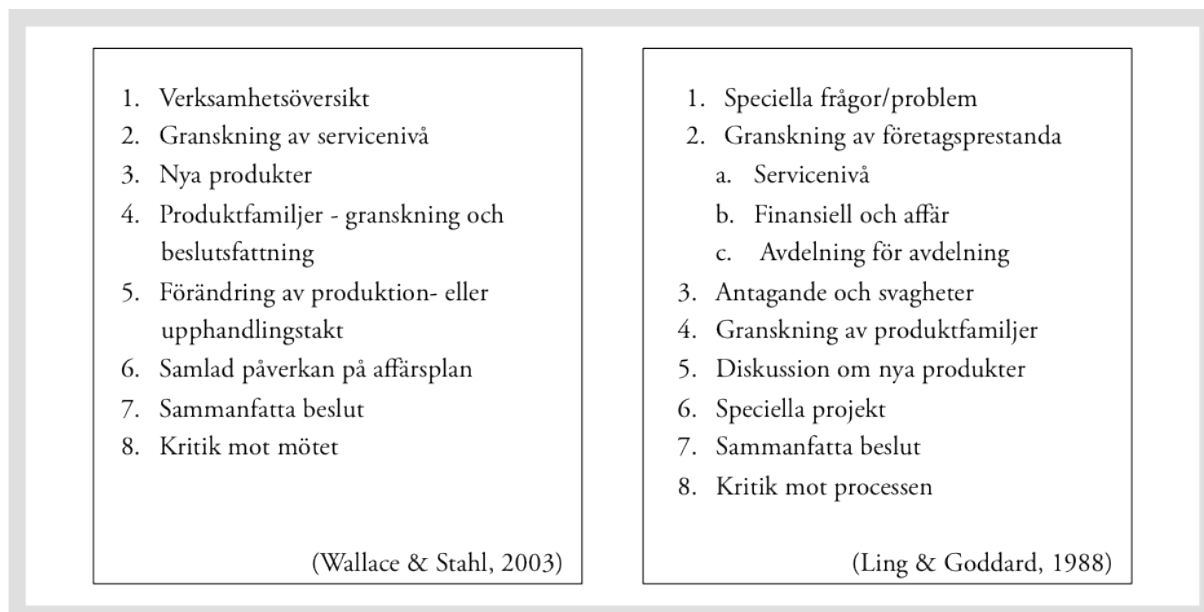 1. Verksamhetsöversikt
2. Granskning av servicenivå
3. Nya produkter
4. Produktfamiljer - granskning och
beslutsfattning
5. Förändring av produktion- eller
upphandlingstakt
6. Samlad påverkan på affärsplan
7. Sammanfatta beslut
8. Kritik mot mötet
(Wallace & Stahl, 2003)
1. Speciella frågor/problem
2. Granskning av företagsprestanda
a. Servicenivå
b. Finansiell och affär
c. Avdelning för avdelning
3. Antagande och svagheter
4. Granskning av produktfamiljer
5. Diskussion om nya produkter
6. Speciella projekt
7. Sammanfatta beslut
8. Kritik mot processen
(Ling & Goddard, 1988)